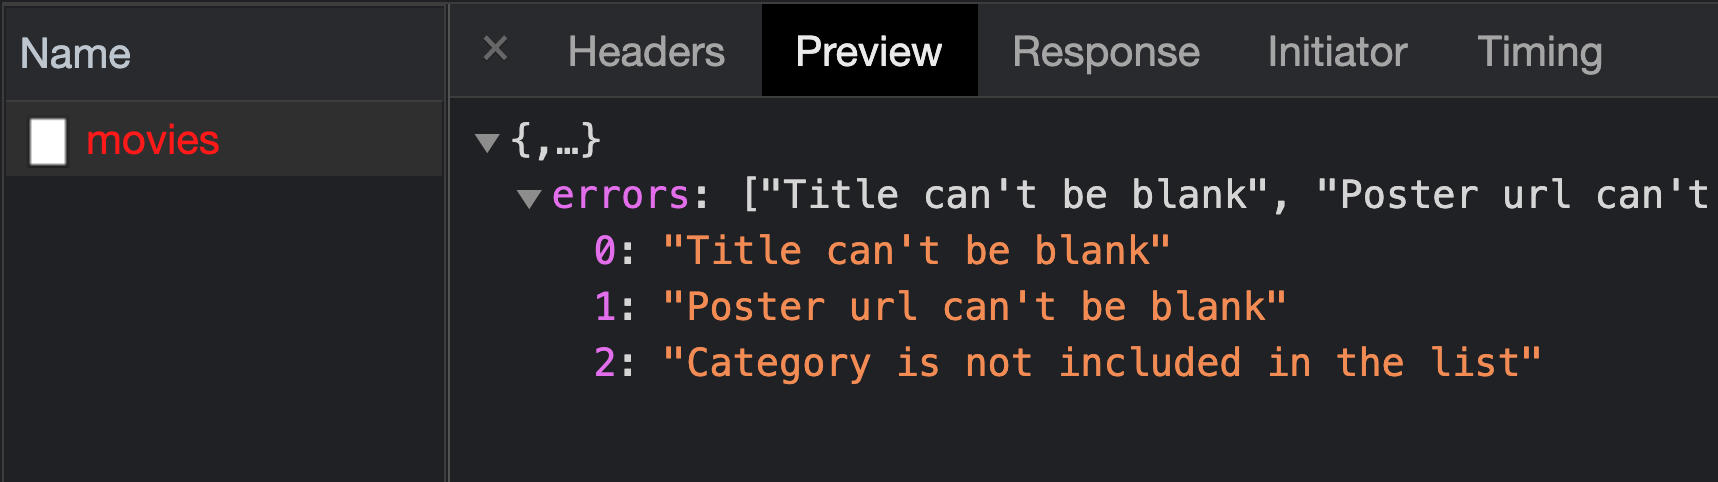 Name
movies
× Headers Preview Response Initiator Timing
▼ {,…}
▼ errors: ["Title can't be blank", "Poster url can't
0: "Title can't be blank"
1: "Poster url can't be blank"
2: "Category is not included in the list"